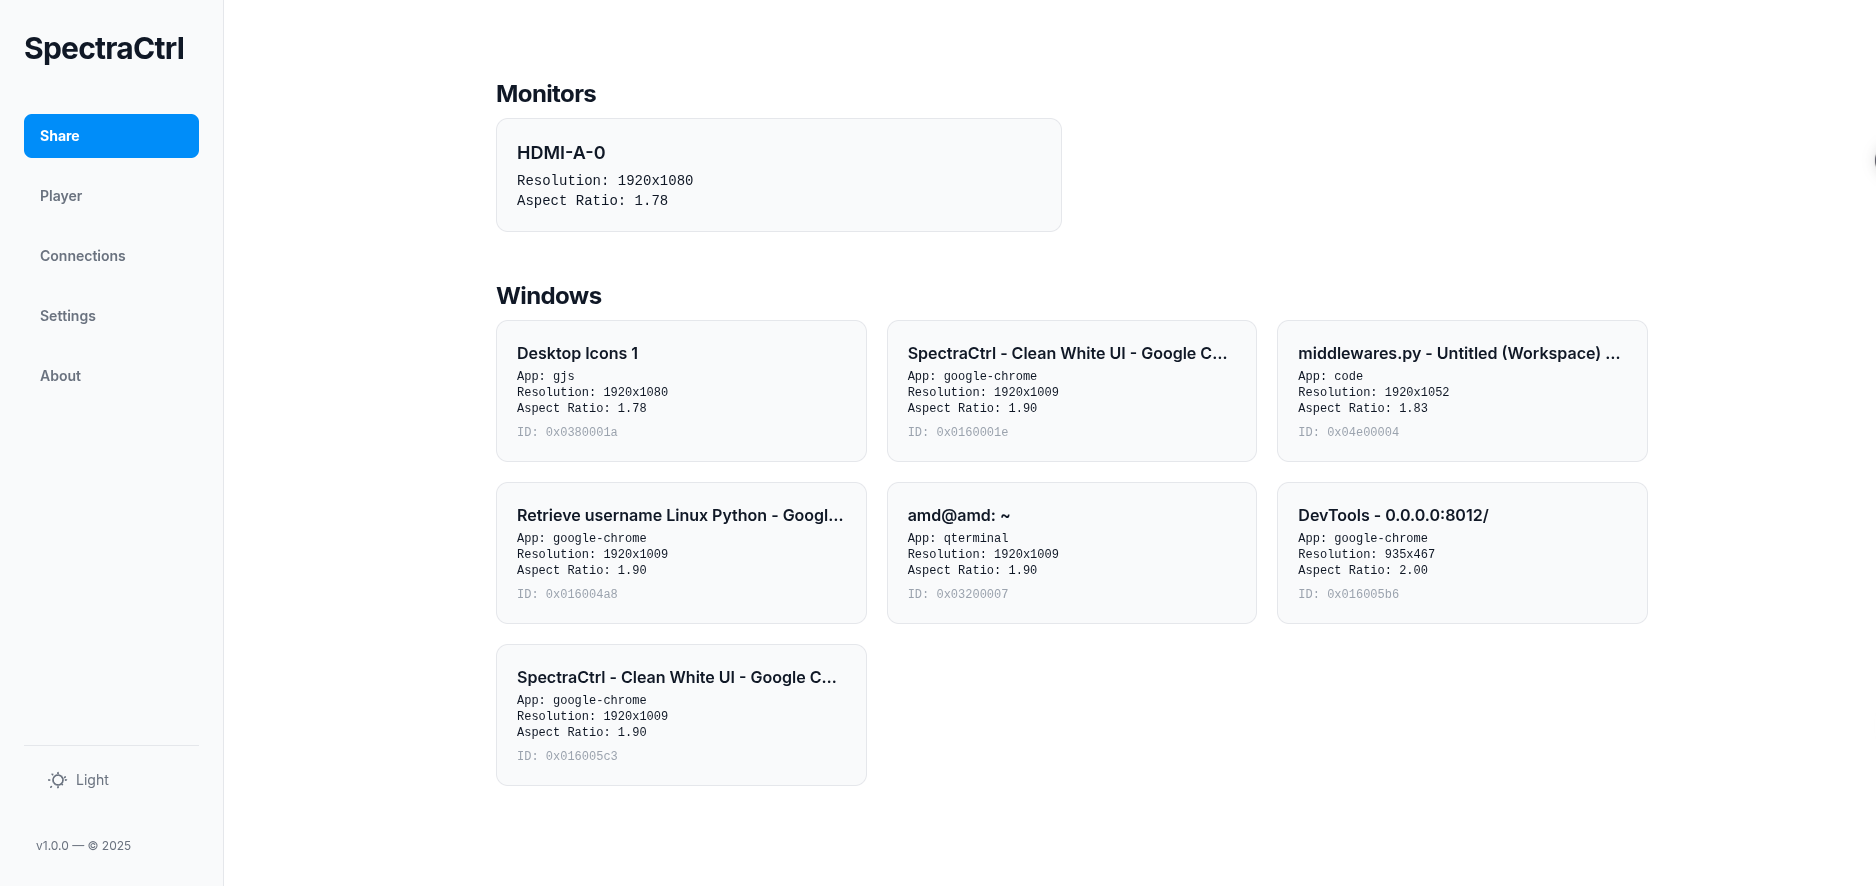 SpectraCtrl
Share
Player
Connections
Settings
About
Light
v1.0.0 — © 2025
Monitors
HDMI-A-0
Resolution: 1920x1080
Aspect Ratio: 1.78
Windows
Desktop Icons 1
App: gjs
Resolution: 1920x1080
Aspect Ratio: 1.78
ID: 0x0380001a
SpectraCtrl - Clean White UI - Google C...
App: google-chrome
Resolution: 1920x1009
Aspect Ratio: 1.90
ID: 0x0160001e
middlewares.py - Untitled (Workspace) ...
App: code
Resolution: 1920x1052
Aspect Ratio: 1.83
ID: 0x04e00004
Retrieve username Linux Python - Googl...
App: google-chrome
Resolution: 1920x1009
Aspect Ratio: 1.90
ID: 0x016004a8
amd@amd: ~
App: qterminal
Resolution: 1920x1009
Aspect Ratio: 1.90
ID: 0x03200007
DevTools - 0.0.0.0:8012/
App: google-chrome
Resolution: 935x467
Aspect Ratio: 2.00
ID: 0x016005b6
SpectraCtrl - Clean White UI - Google C...
App: google-chrome
Resolution: 1920x1009
Aspect Ratio: 1.90
ID: 0x016005c3